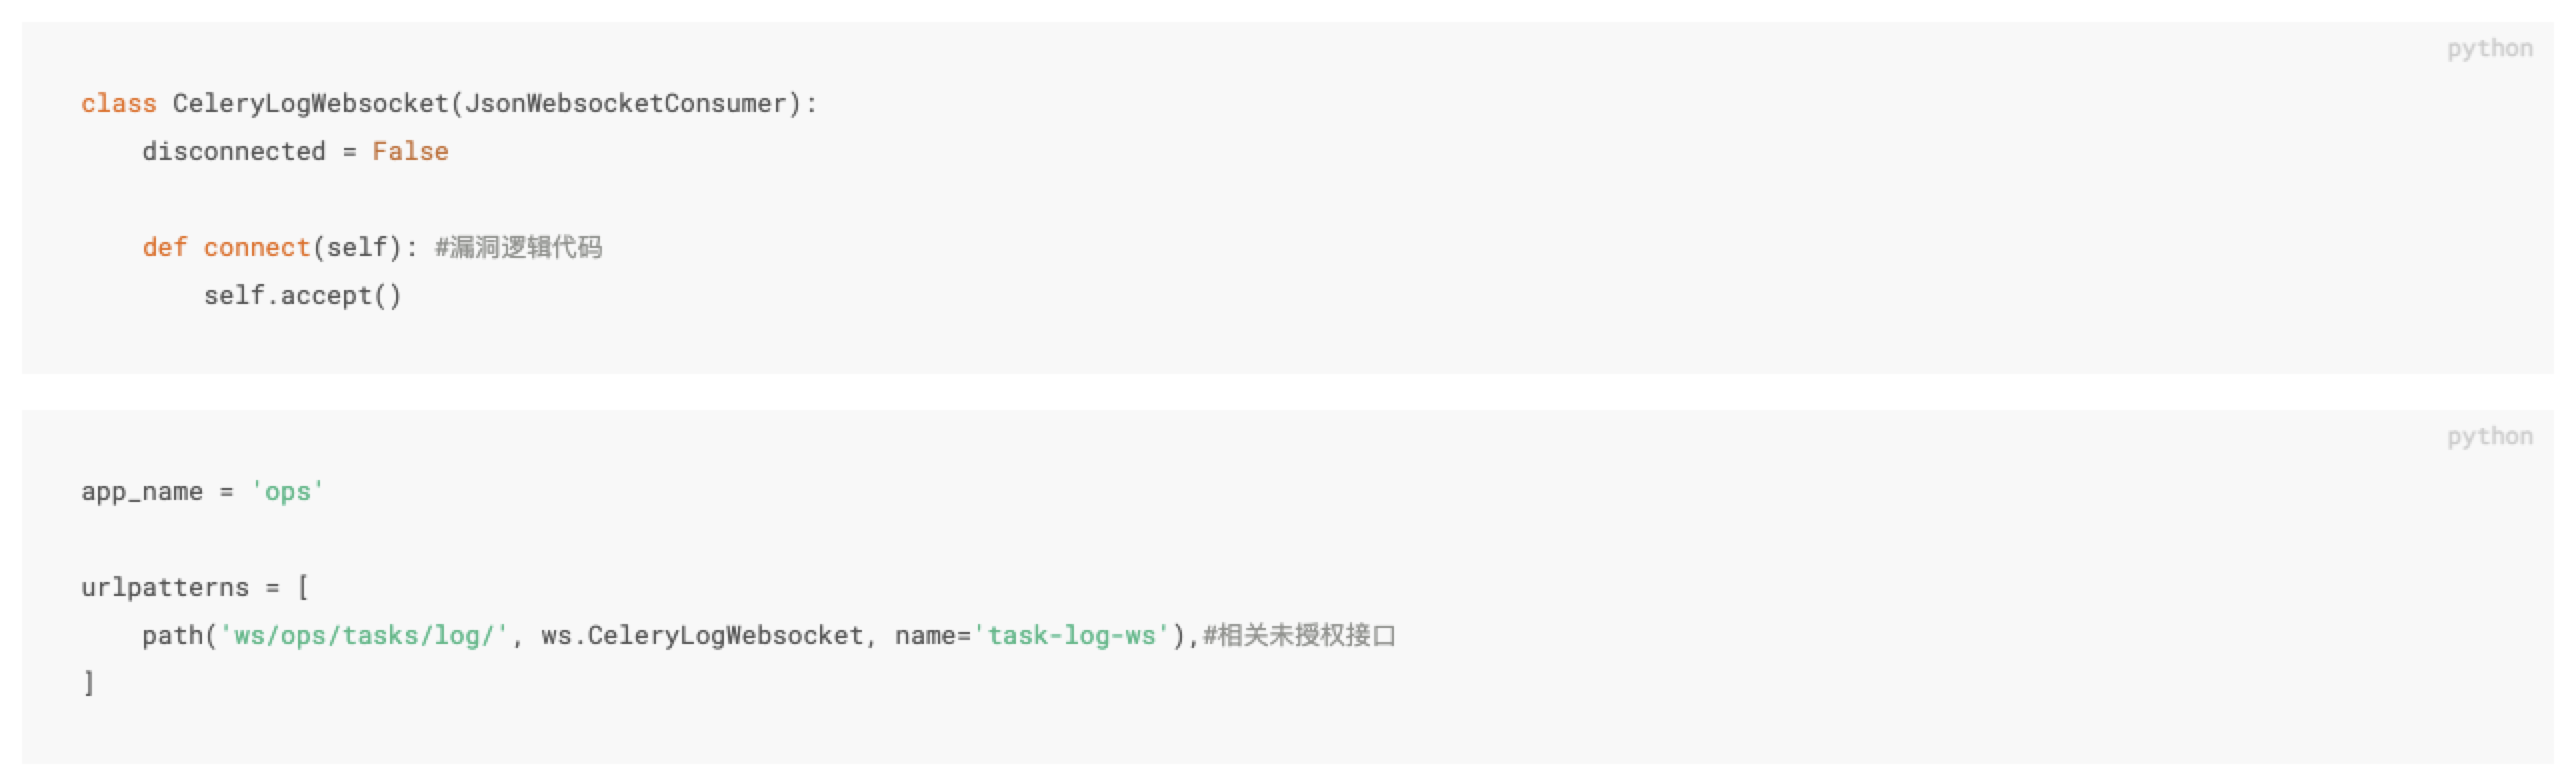 python
class CeleryLogWebsocket(JsonWebsocketConsumer):
    disconnected = False
    def connect(self): #漏洞逻辑代码
        self.accept()
python
app_name = 'ops'
urlpatterns = [
    path('ws/ops/tasks/log/', ws.CeleryLogWebsocket, name='task-log-ws'),#相关未授权接口
]